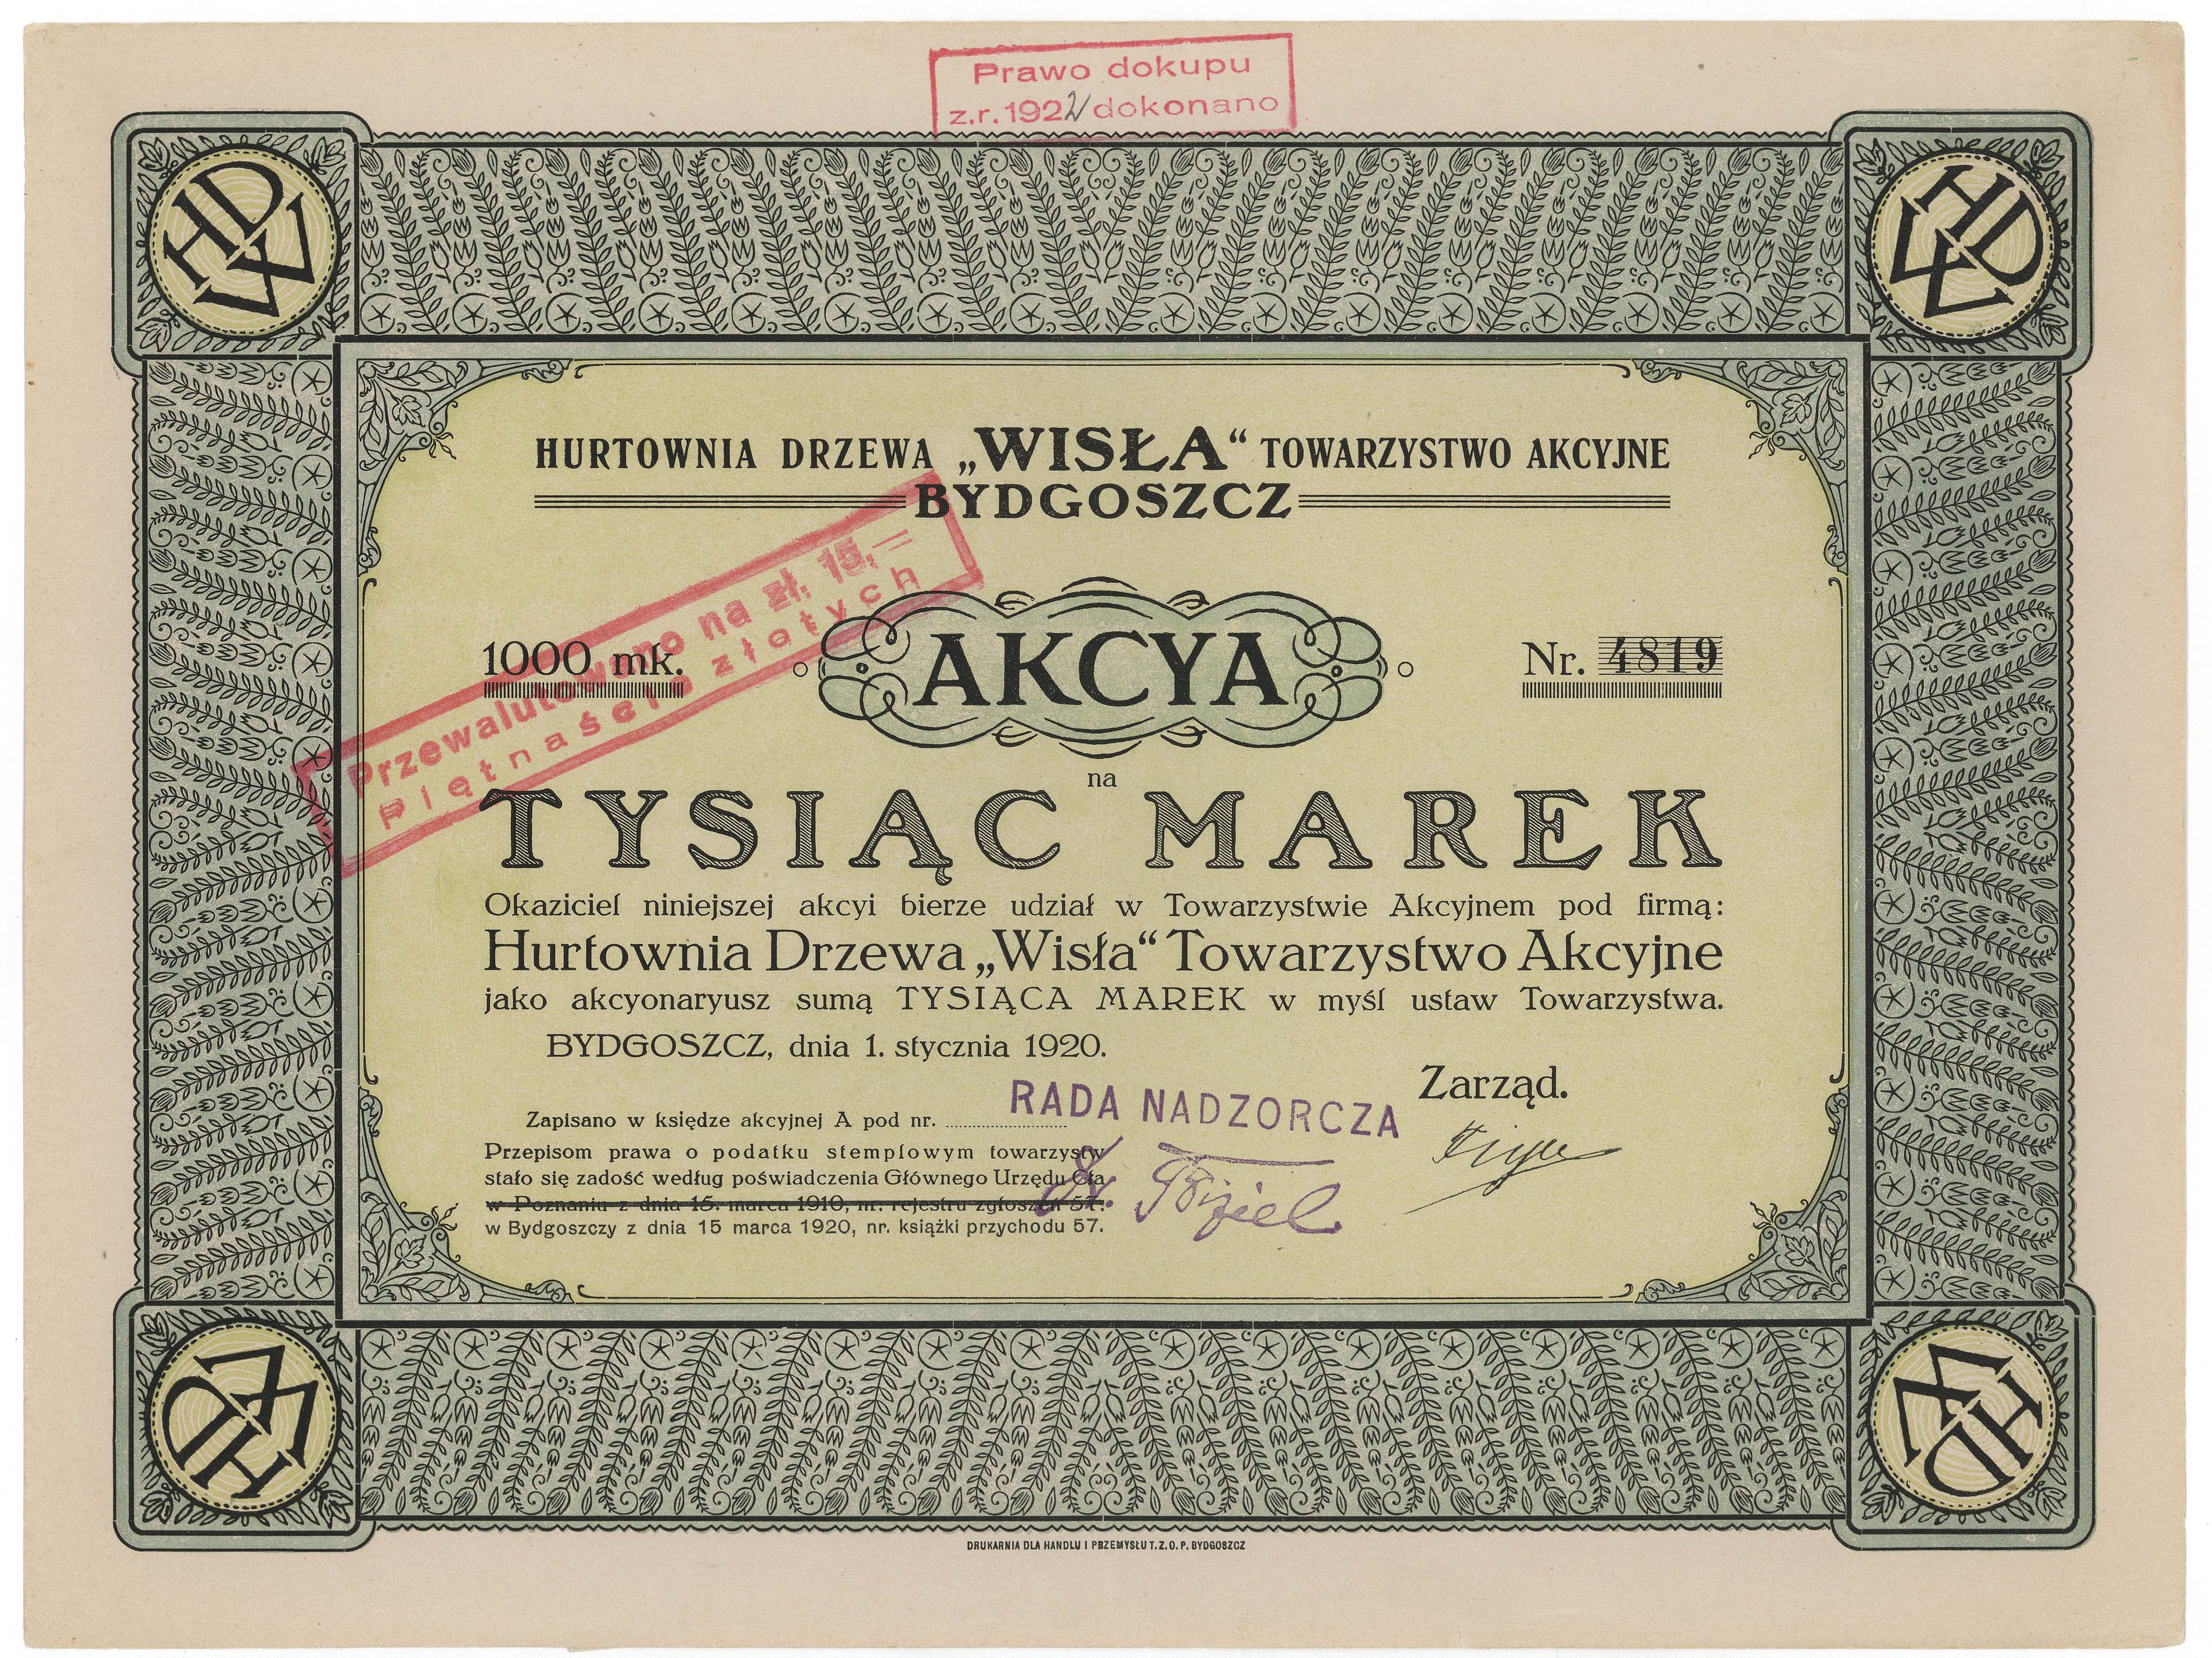 Prawo dokupu
z.r. 1922 dokonano
HDW
HDW
HURTOWNIA DRZEWA „WISŁA“ TOWARZYSTWO AKCYJNE
BYDGOSZCZ
Przewalutowano na zł. 15,=
Piętnaście złotych
1000 mk.
AKCYA
Nr. 4819
na
TYSIĄC MAREK
Okaziciel niniejszej akcyi bierze udział w Towarzystwie Akcyjnem pod firmą:
Hurtownia Drzewa „Wisła“ Towarzystwo Akcyjne
jako akcyonaryusz sumą TYSIĄCA MAREK w myśl ustaw Towarzystwa.
BYDGOSZCZ, dnia 1. stycznia 1920.
Zarząd.
RADA NADZORCZA
Zapisano w księdze akcyjnej A pod nr.
Przepisom prawa o podatku stemplowym towarzystw
stało się zadość według poświadczenia Głównego Urzędu Cła
w Poznaniu z dnia 15. marca 1910, nr. rejestru zgłoszeń 57.
w Bydgoszczy z dnia 15 marca 1920, nr. książki przychodu 57.
HDW
HDW
DRUKARNIA DLA HANDLU I PRZEMYSŁU T. Z. O. P. BYDGOSZCZ